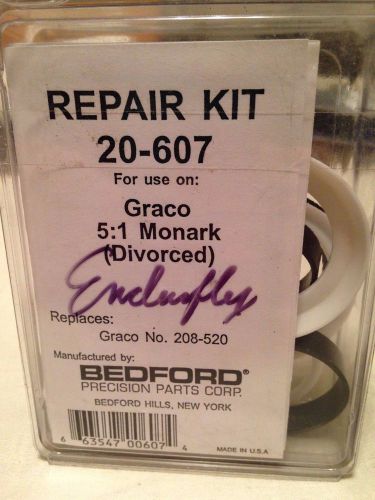 REPAIR KIT
20-607
For use on:
Graco
5:1 Monark
(Divorced)
Replaces:
Graco No. 208-520
Manufactured by:
BEDFORD®
PRECISION PARTS CORP.
BEDFORD HILLS, NEW YORK
6 63547 00607 4
MADE IN U.S.A